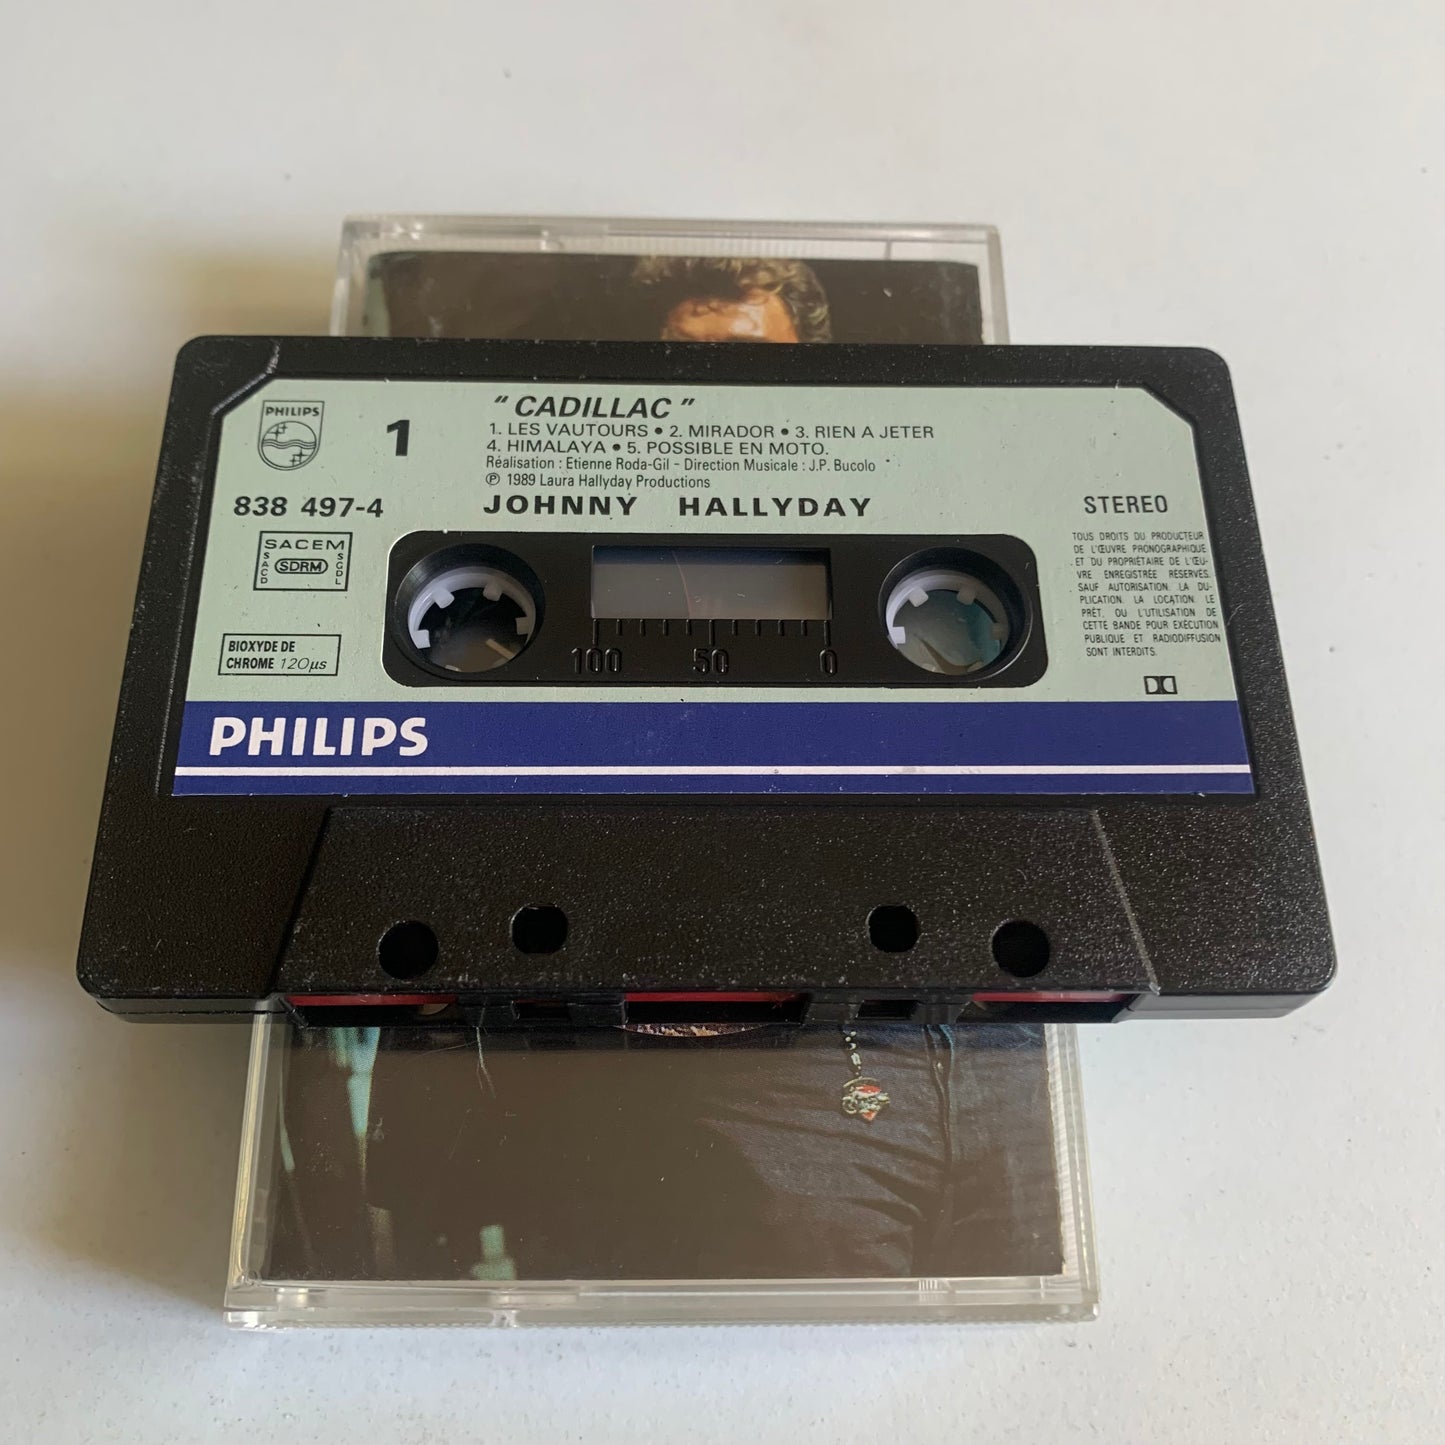 PHILIPS
1
" CADILLAC "
1. LES VAUTOURS • 2. MIRADOR • 3. RIEN A JETER
4. HIMALAYA • 5. POSSIBLE EN MOTO.
Réalisation : Etienne Roda-Gil - Direction Musicale : J.P. Bucolo
℗ 1989 Laura Hallyday Productions
838 497-4
JOHNNY HALLYDAY
STEREO
SACEM
SACD
SDRM
SGDL
TOUS DROITS DU PRODUCTEUR
DE L'ŒUVRE PHONOGRAPHIQUE
ET DU PROPRIÉTAIRE DE L'ŒU-
VRE ENREGISTRÉE RÉSERVÉS.
SAUF AUTORISATION, LA DU-
PLICATION, LA LOCATION, LE
PRÊT, OU L'UTILISATION DE
CETTE BANDE POUR EXÉCUTION
PUBLIQUE ET RADIODIFFUSION
SONT INTERDITS.
BIOXYDE DE
CHROME 120µs
100 50 0
PHILIPS